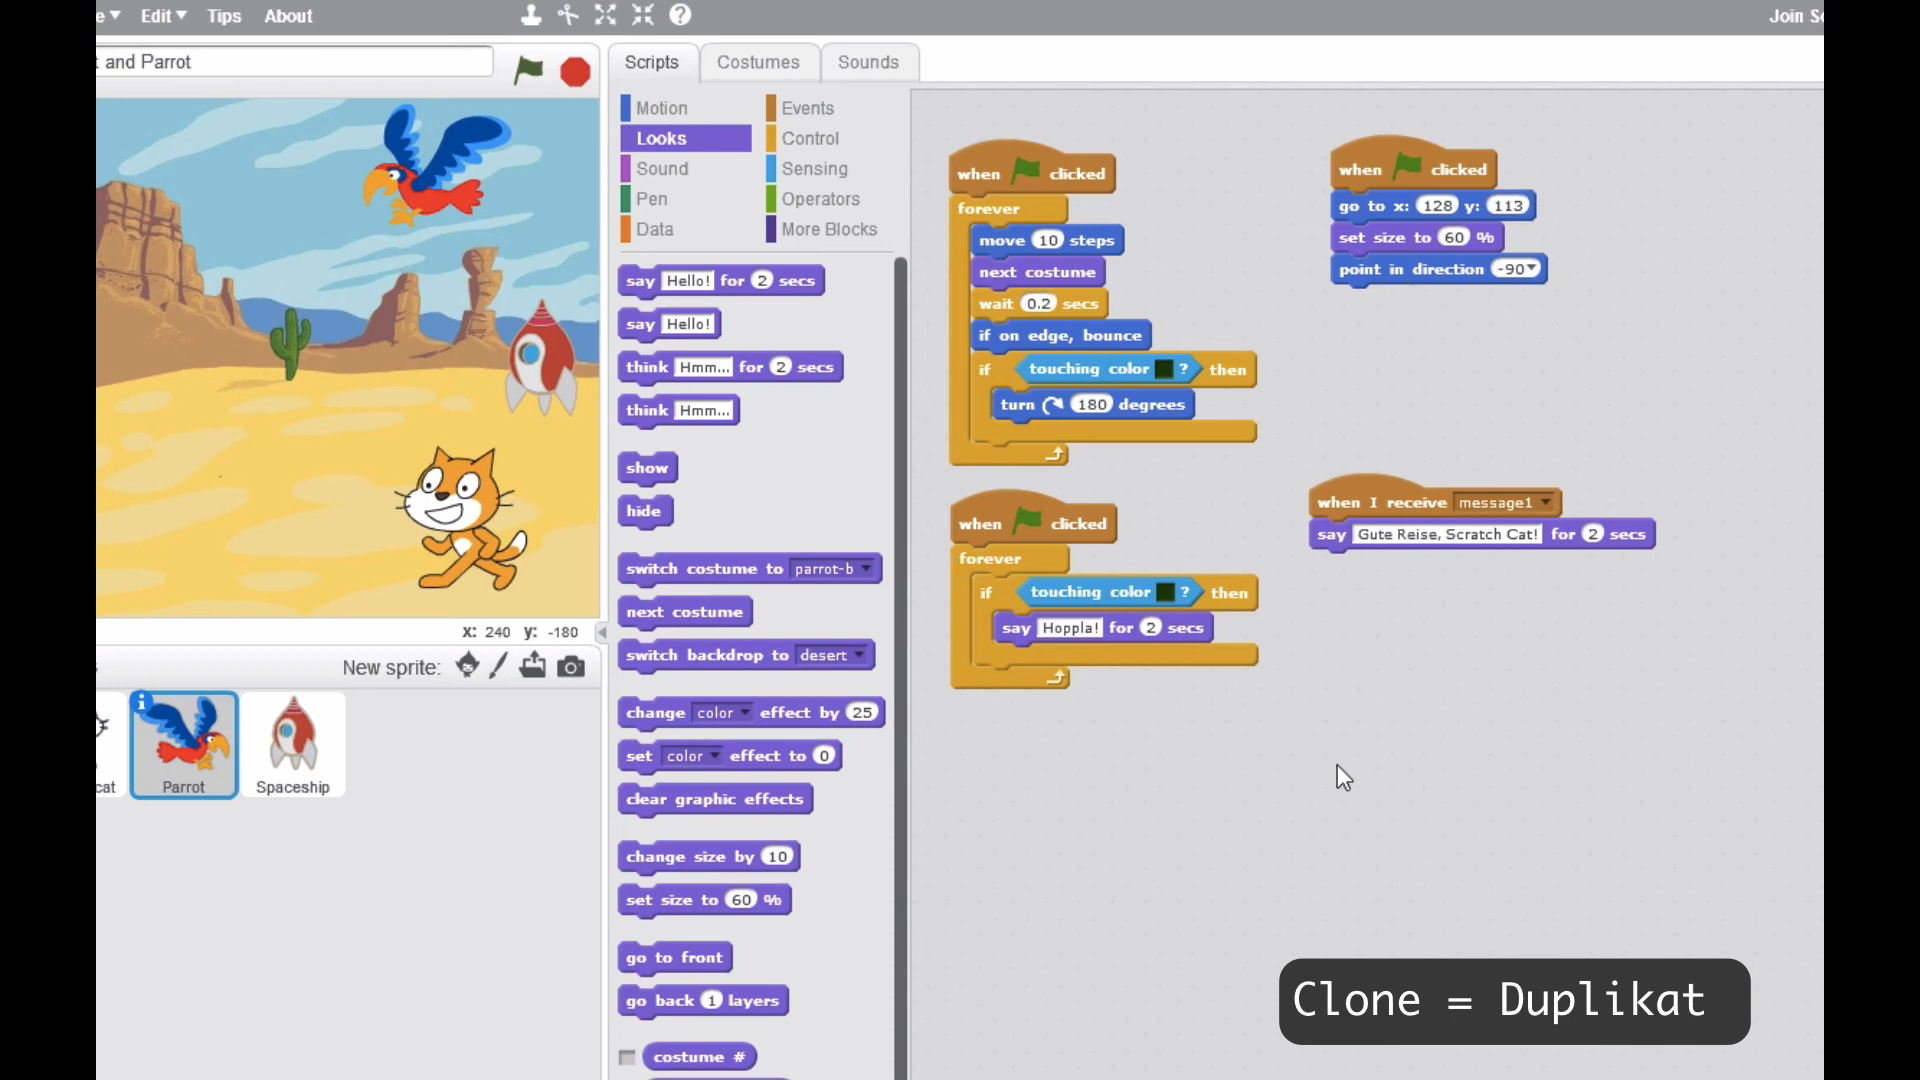 e Edit Tips About
Join Sc
t and Parrot
Scripts Costumes Sounds
Motion
Looks
Sound
Pen
Data
Events
Control
Sensing
Operators
More Blocks
say Hello! for 2 secs
say Hello!
think Hmm... for 2 secs
think Hmm...
show
hide
switch costume to parrot-b
next costume
switch backdrop to desert
change color effect by 25
set color effect to 0
clear graphic effects
change size by 10
set size to 60 %
go to front
go back 1 layers
costume #
x: 240 y: -180
New sprite:
i
cat
Parrot
Spaceship
when clicked
forever
move 10 steps
next costume
wait 0.2 secs
if on edge, bounce
if touching color ? then
turn 180 degrees
when clicked
forever
if touching color ? then
say Hoppla! for 2 secs
when clicked
go to x: 128 y: 113
set size to 60 %
point in direction -90
when I receive message1
say Gute Reise, Scratch Cat! for 2 secs
Clone = Duplikat